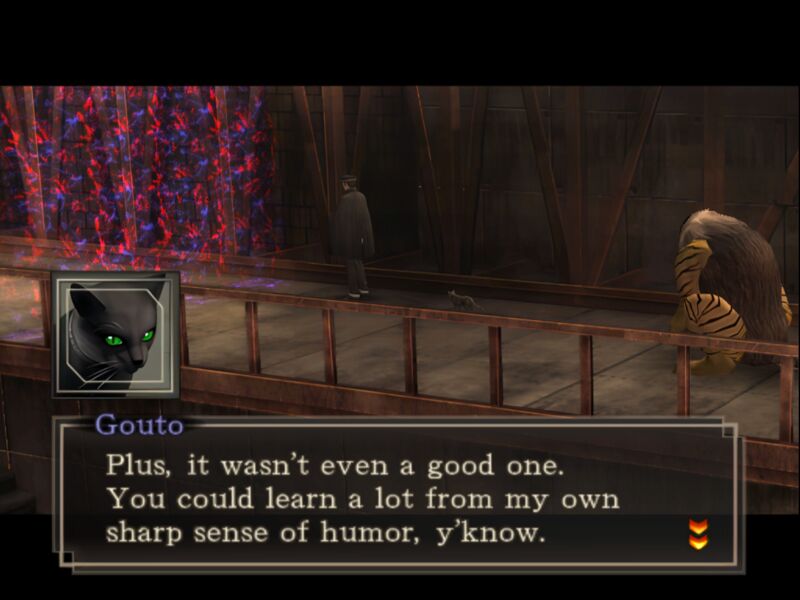 Gouto
Plus, it wasn't even a good one.
You could learn a lot from my own
sharp sense of humor, y'know.